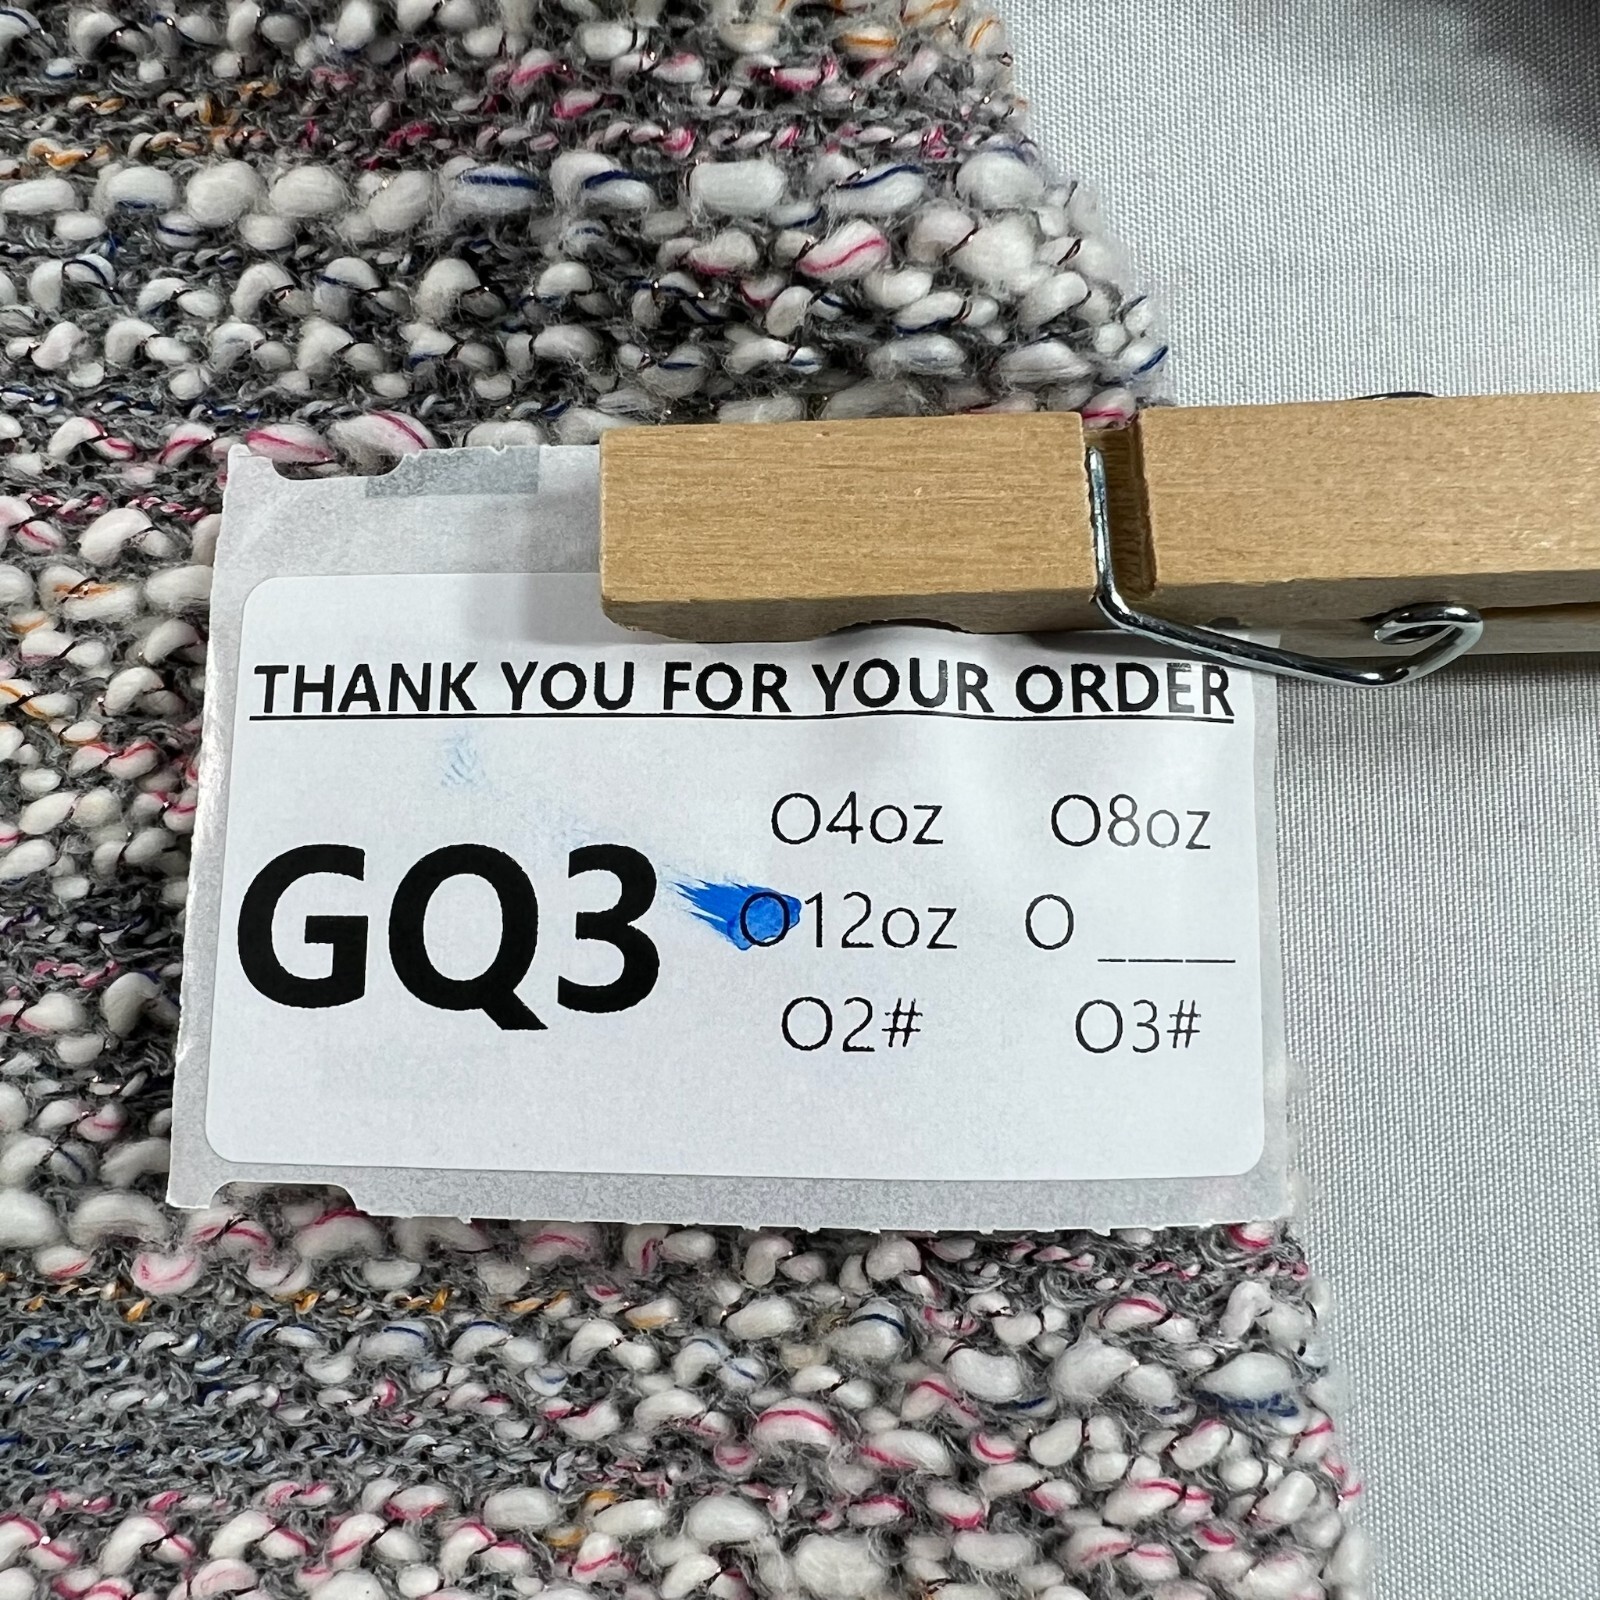 THANK YOU FOR YOUR ORDER
GQ3
O4oz O8oz
O12oz O ____
O2# O3#